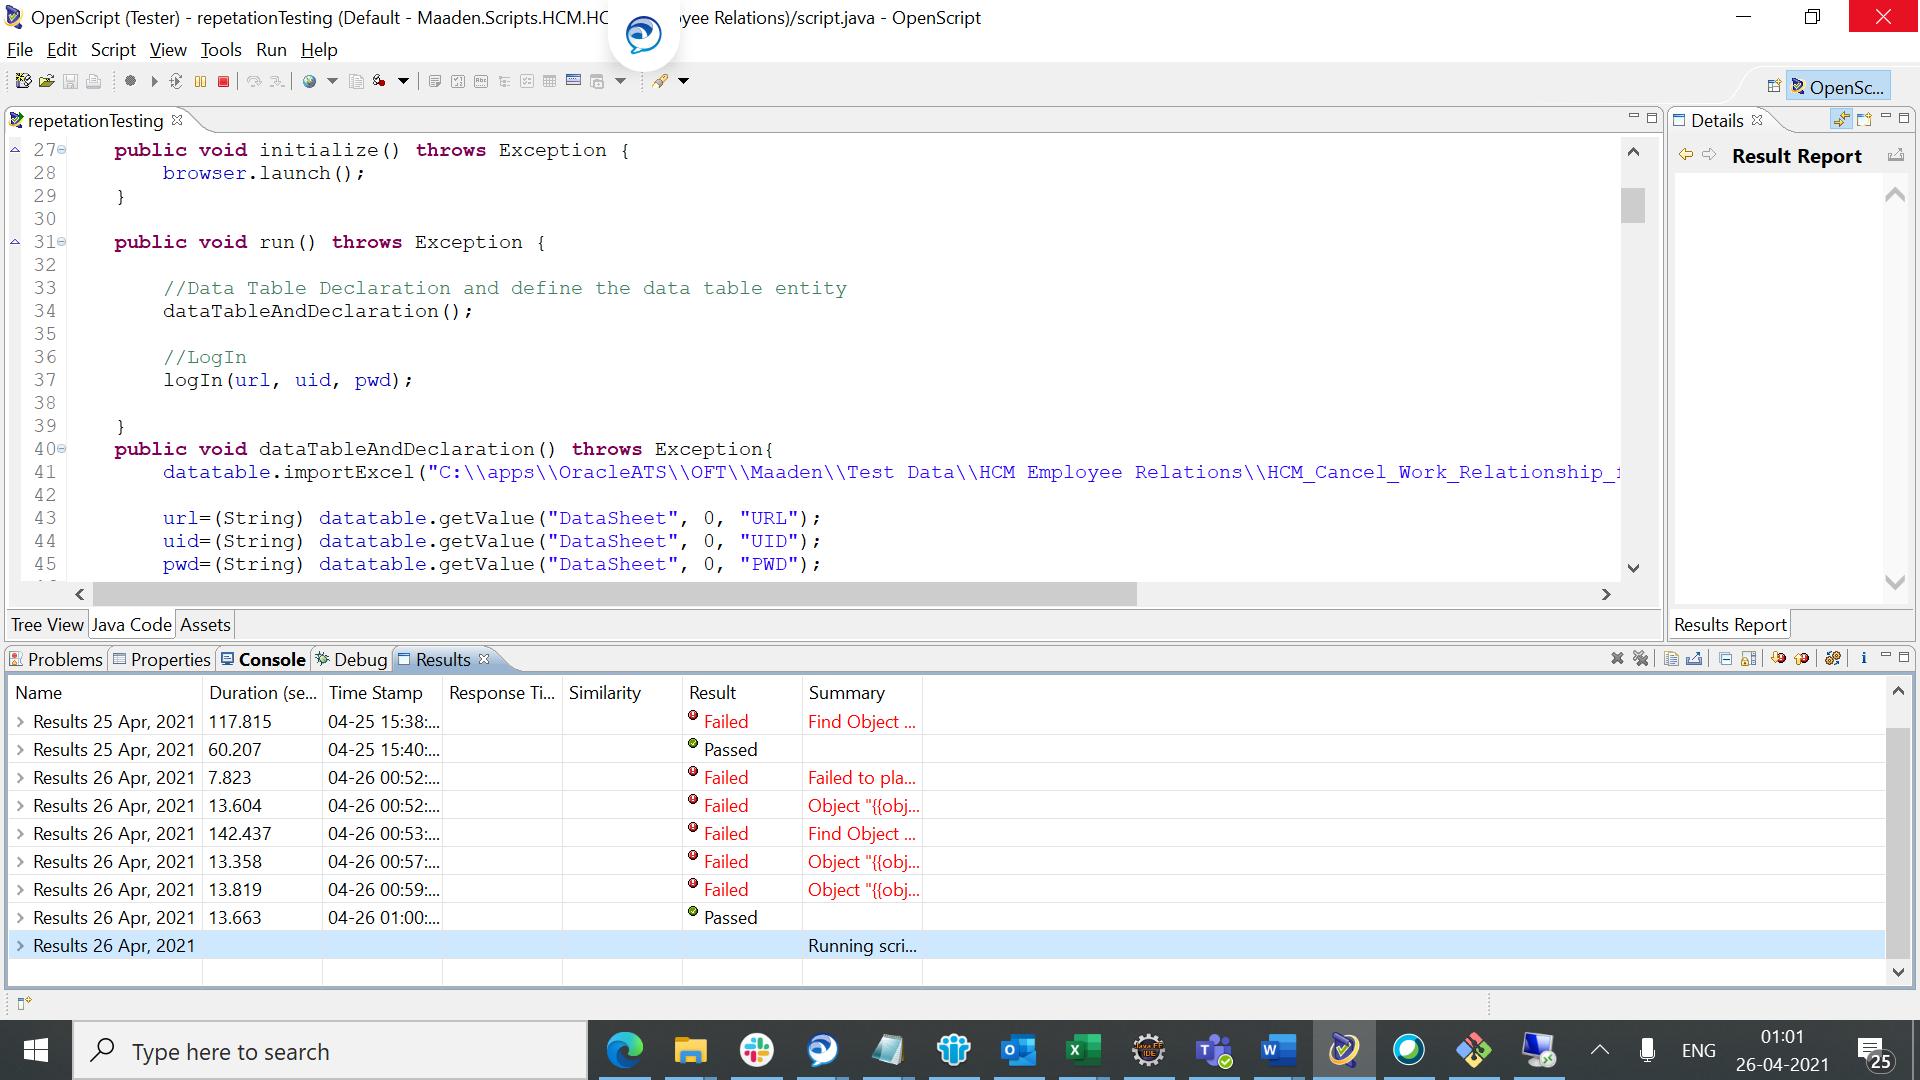 OpenScript (Tester) - repetationTesting (Default - Maaden.Scripts.HCM.HC yee Relations)/script.java - OpenScript
File Edit Script View Tools Run Help
OpenSc...
repetationTesting
Details
27 public void initialize() throws Exception {
Result Report
28 browser.launch();
29 }
30
31 public void run() throws Exception {
32
33 //Data Table Declaration and define the data table entity
34 dataTableAndDeclaration();
35
36 //LogIn
37 logIn(url, uid, pwd);
38
39 }
40 public void dataTableAndDeclaration() throws Exception{
41 datatable.importExcel("C:\\apps\\OracleATS\\OFT\\Maaden\\Test Data\\HCM Employee Relations\\HCM_Cancel_Work_Relationship_
42
43 url=(String) datatable.getValue("DataSheet", 0, "URL");
44 uid=(String) datatable.getValue("DataSheet", 0, "UID");
45 pwd=(String) datatable.getValue("DataSheet", 0, "PWD");
Tree View Java Code Assets
Results Report
Problems Properties Console Debug Results
Name Duration (se... Time Stamp Response Ti... Similarity Result Summary
Results 25 Apr, 2021 117.815 04-25 15:38:... Failed Find Object ...
Results 25 Apr, 2021 60.207 04-25 15:40:... Passed
Results 26 Apr, 2021 7.823 04-26 00:52:... Failed Failed to pla...
Results 26 Apr, 2021 13.604 04-26 00:52:... Failed Object "{{obj...
Results 26 Apr, 2021 142.437 04-26 00:53:... Failed Find Object ...
Results 26 Apr, 2021 13.358 04-26 00:57:... Failed Object "{{obj...
Results 26 Apr, 2021 13.819 04-26 00:59:... Failed Object "{{obj...
Results 26 Apr, 2021 13.663 04-26 01:00:... Passed
Results 26 Apr, 2021 Running scri...
Type here to search
ENG
01:01
26-04-2021
25